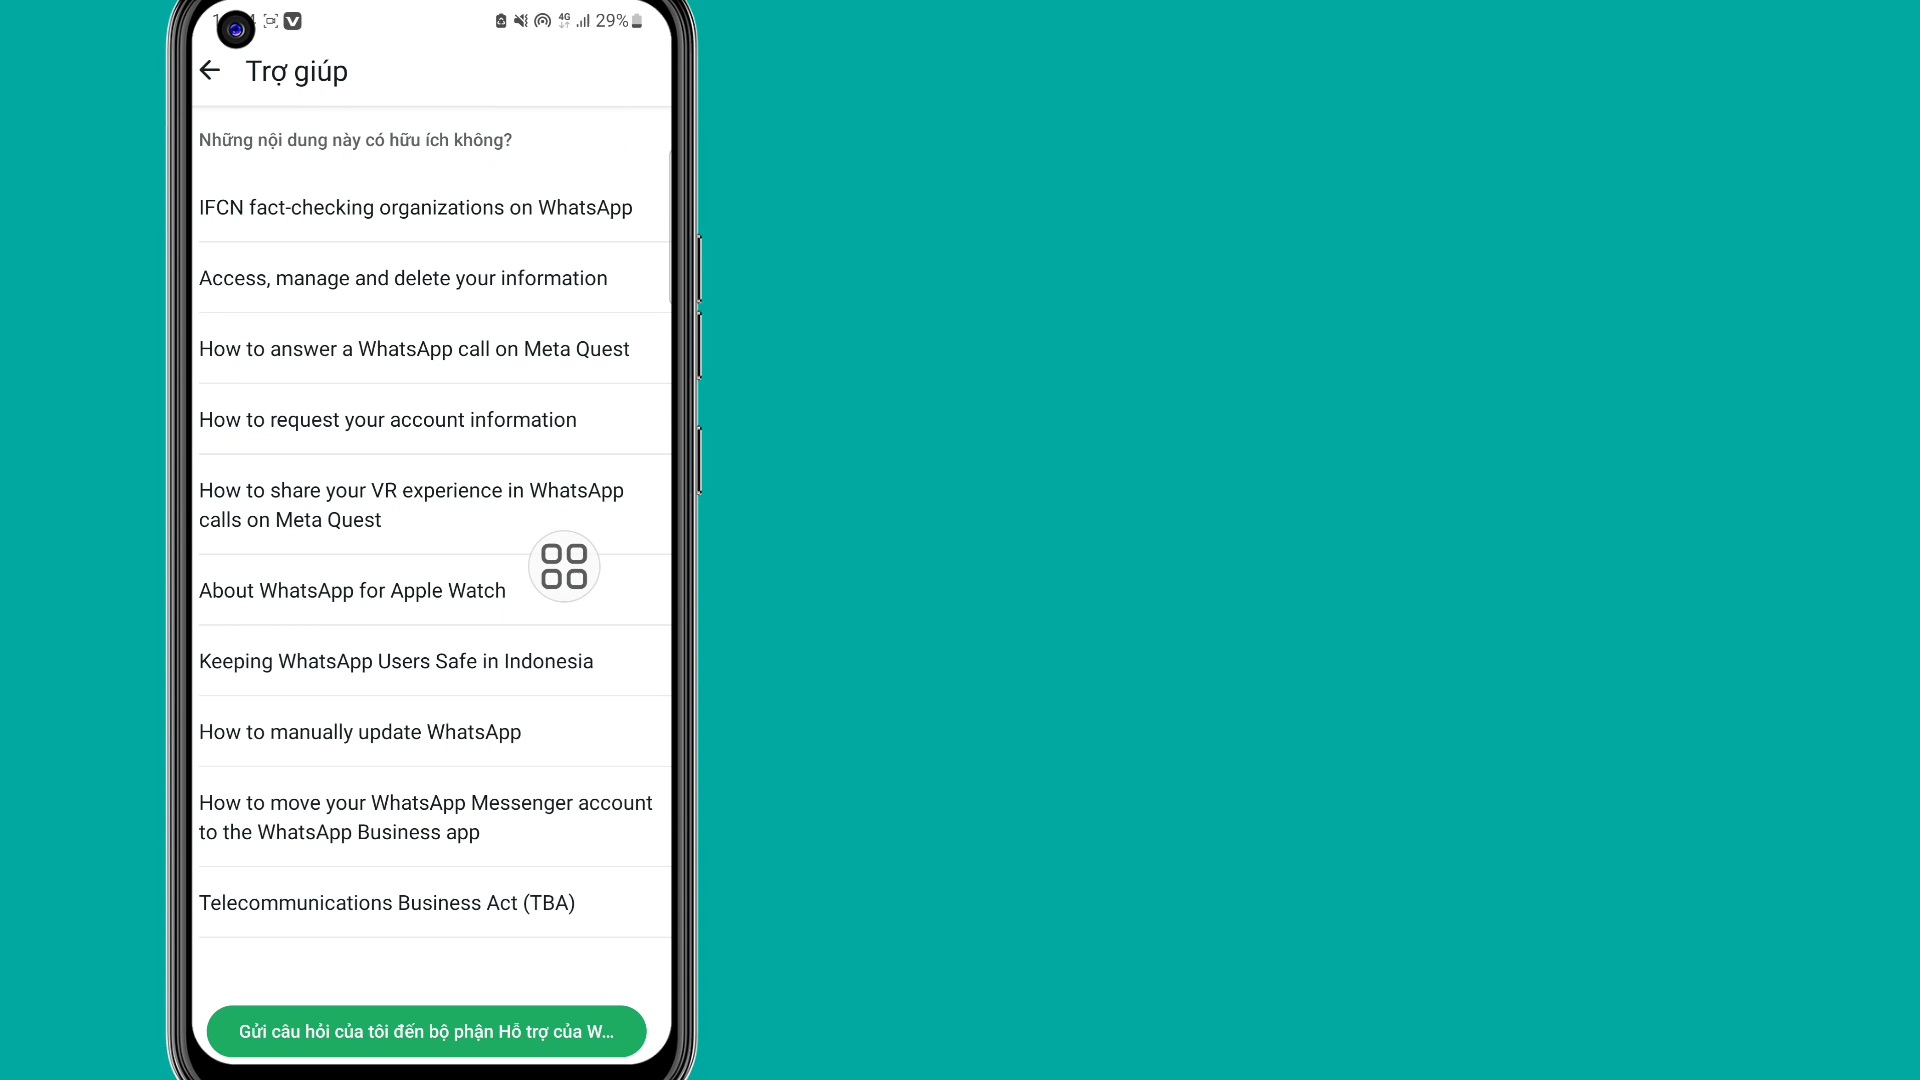 4G 29%
Trợ giúp
Những nội dung này có hữu ích không?
IFCN fact-checking organizations on WhatsApp
Access, manage and delete your information
How to answer a WhatsApp call on Meta Quest
How to request your account information
How to share your VR experience in WhatsApp
calls on Meta Quest
About WhatsApp for Apple Watch
Keeping WhatsApp Users Safe in Indonesia
How to manually update WhatsApp
How to move your WhatsApp Messenger account
to the WhatsApp Business app
Telecommunications Business Act (TBA)
Gửi câu hỏi của tôi đến bộ phận Hỗ trợ của W...